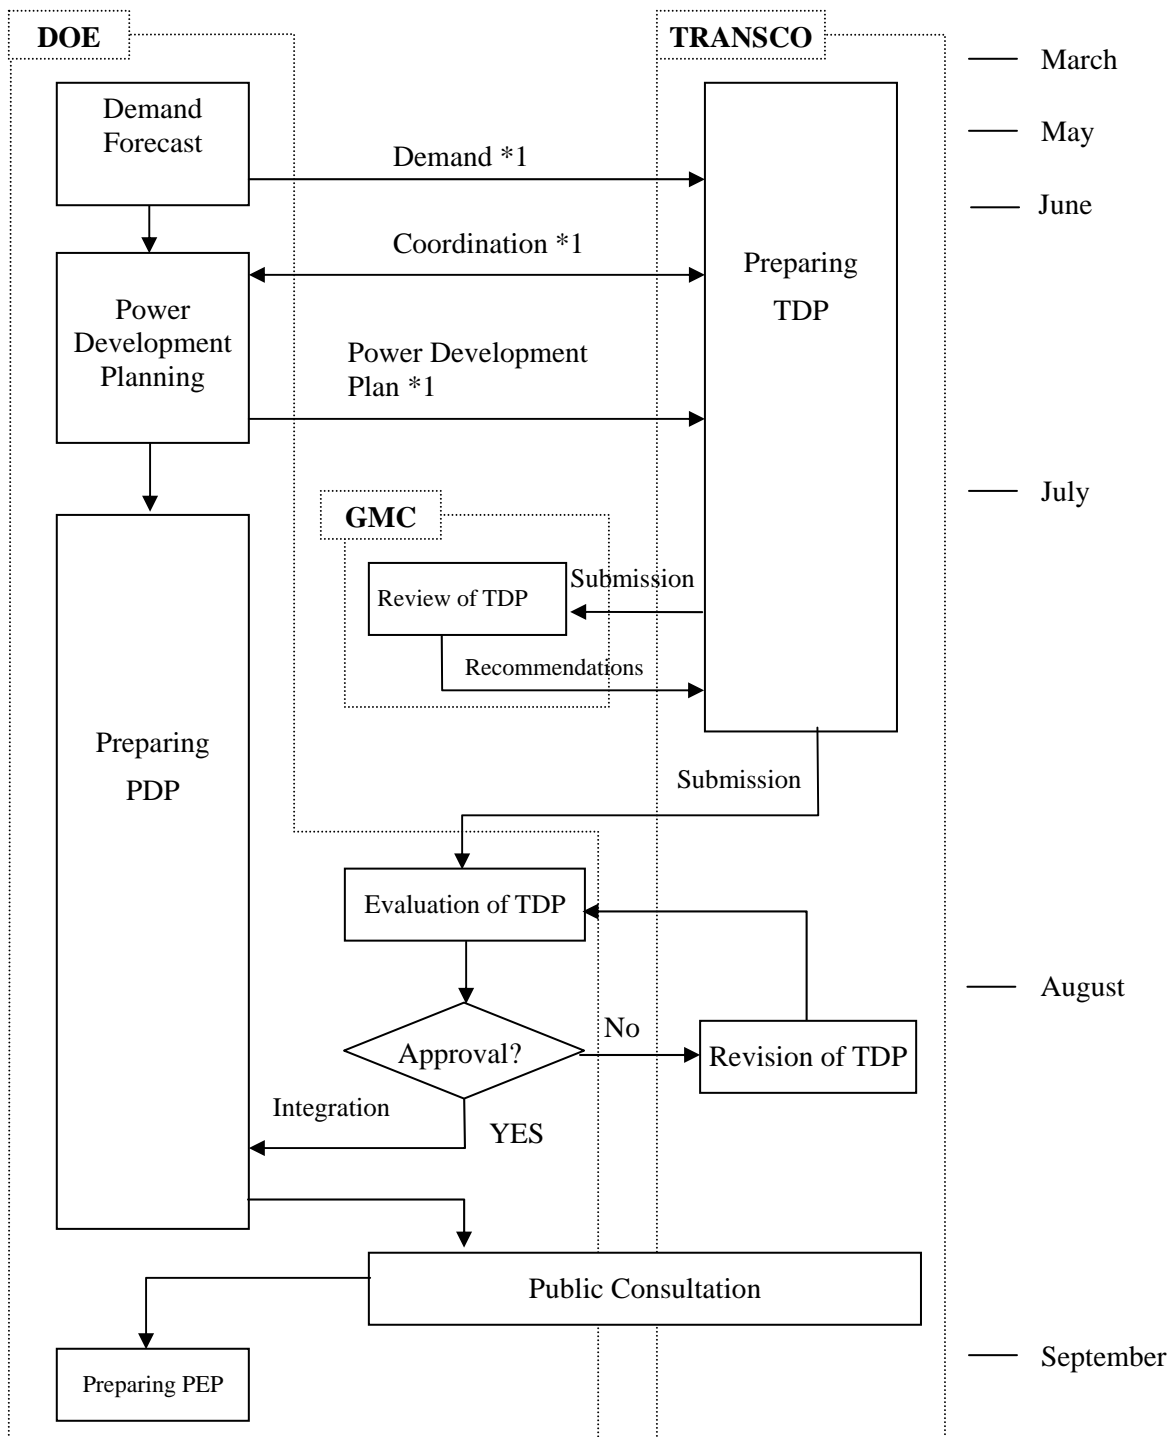 DOE
TRANSCO
March
Demand
Forecast
May
Demand *1
June
Coordination *1
Preparing
TDP
Power
Development
Planning
Power Development
Plan *1
July
GMC
Submission
Review of TDP
Recommendations
Preparing
PDP
Submission
Evaluation of TDP
August
No
Approval?
Revision of TDP
Integration
YES
Public Consultation
September
Preparing PEP